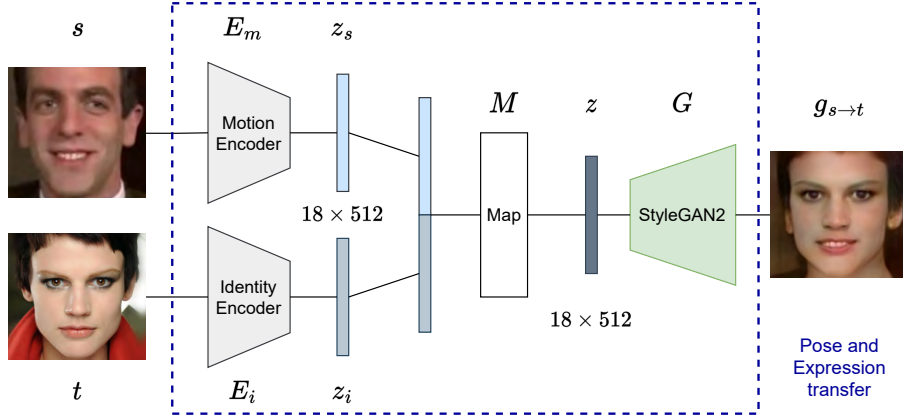 s
E_m
z_s
M
z
G
g_{s→t}
Motion
Encoder
18 × 512
Map
StyleGAN2
Identity
Encoder
18 × 512
t
E_i
z_i
Pose and
Expression
transfer